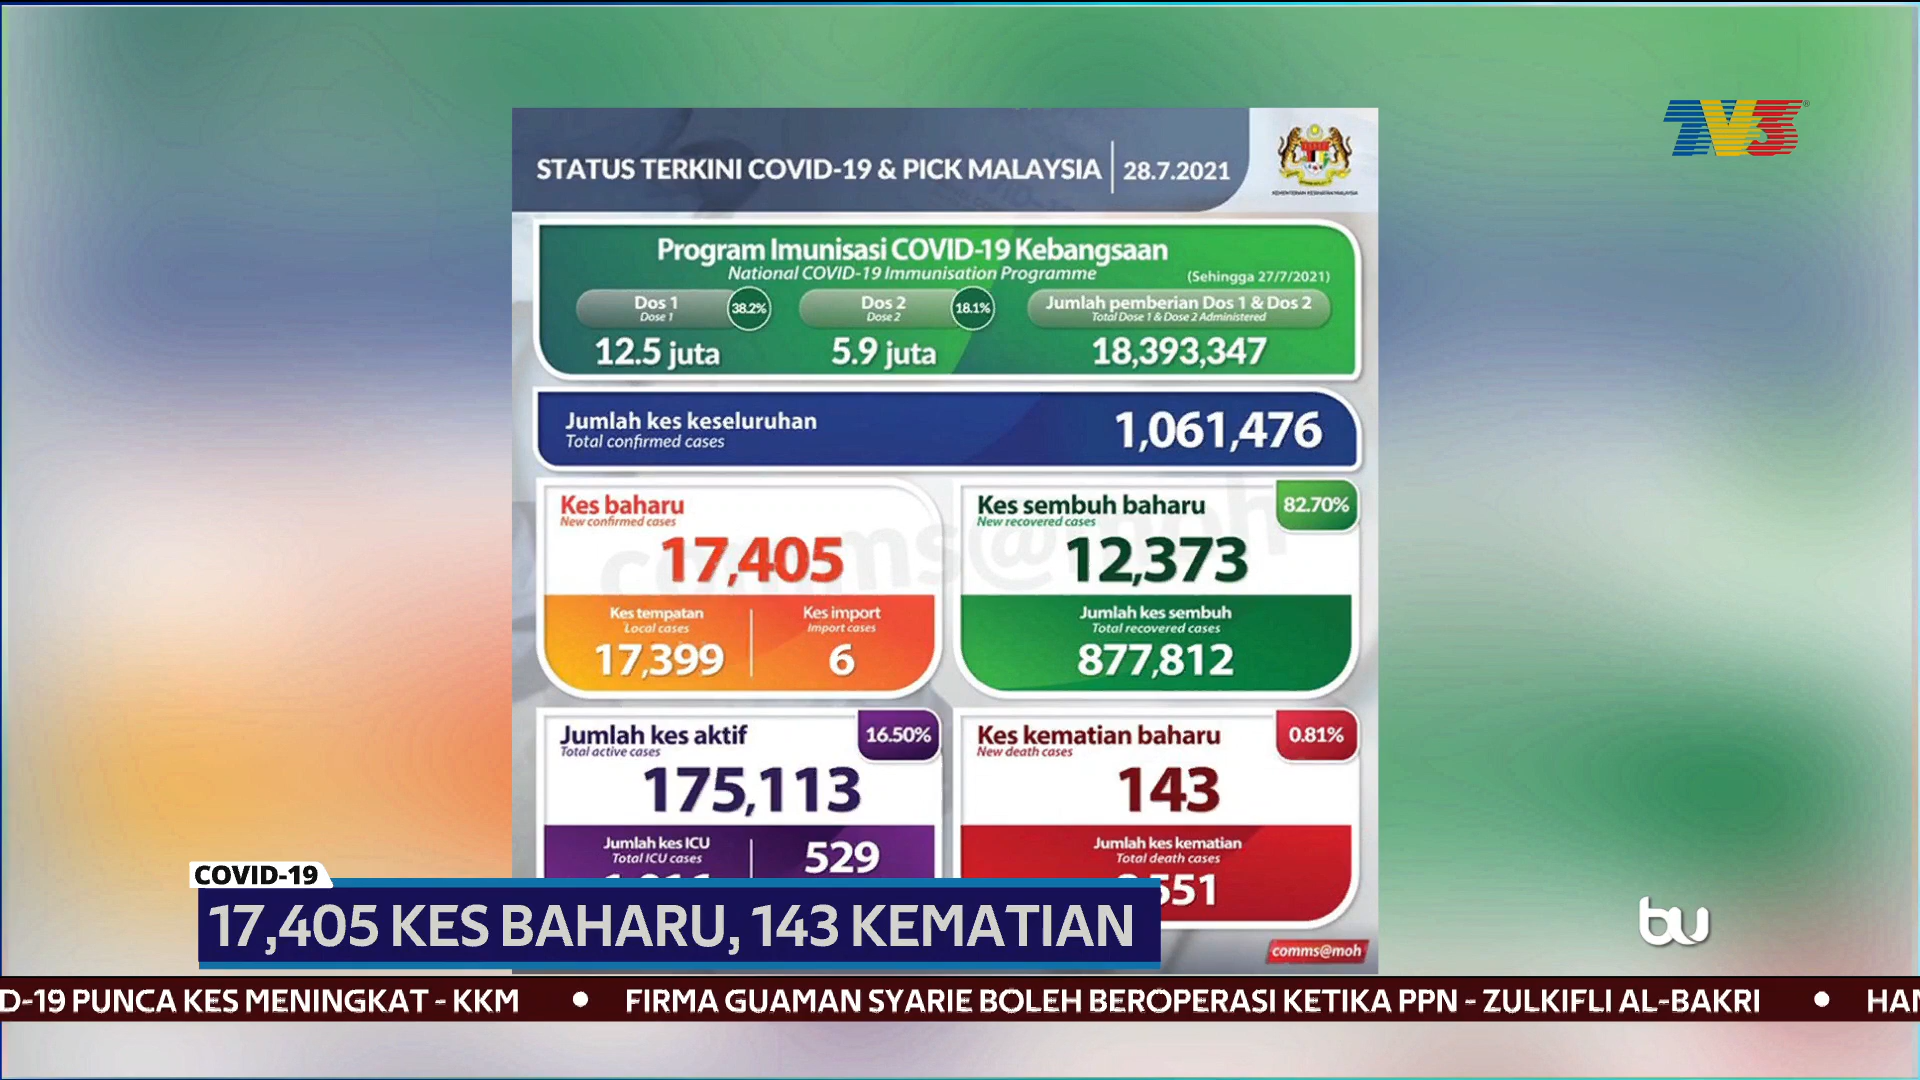 TV3
STATUS TERKINI COVID-19 & PICK MALAYSIA | 28.7.2021
KEMENTERIAN KESIHATAN MALAYSIA
Program Imunisasi COVID-19 Kebangsaan
National COVID-19 Immunisation Programme
(Sehingga 27/7/2021)
Dos 1
Dose 1
38.2%
12.5 juta
Dos 2
Dose 2
18.1%
5.9 juta
Jumlah pemberian Dos 1 & Dos 2
Total Dose 1 & Dose 2 Administered
18,393,347
Jumlah kes keseluruhan
Total confirmed cases
1,061,476
Kes baharu
New confirmed cases
17,405
Kes tempatan
Local cases
17,399
Kes import
Import cases
6
Kes sembuh baharu
New recovered cases
82.70%
12,373
Jumlah kes sembuh
Total recovered cases
877,812
Jumlah kes aktif
Total active cases
16.50%
175,113
Jumlah kes ICU
Total ICU cases
529
Kes kematian baharu
New death cases
0.81%
143
Jumlah kes kematian
Total death cases
551
comms@moh
COVID-19
17,405 KES BAHARU, 143 KEMATIAN
bu
D-19 PUNCA KES MENINGKAT - KKM • FIRMA GUAMAN SYARIE BOLEH BEROPERASI KETIKA PPN - ZULKIFLI AL-BAKRI • HAN